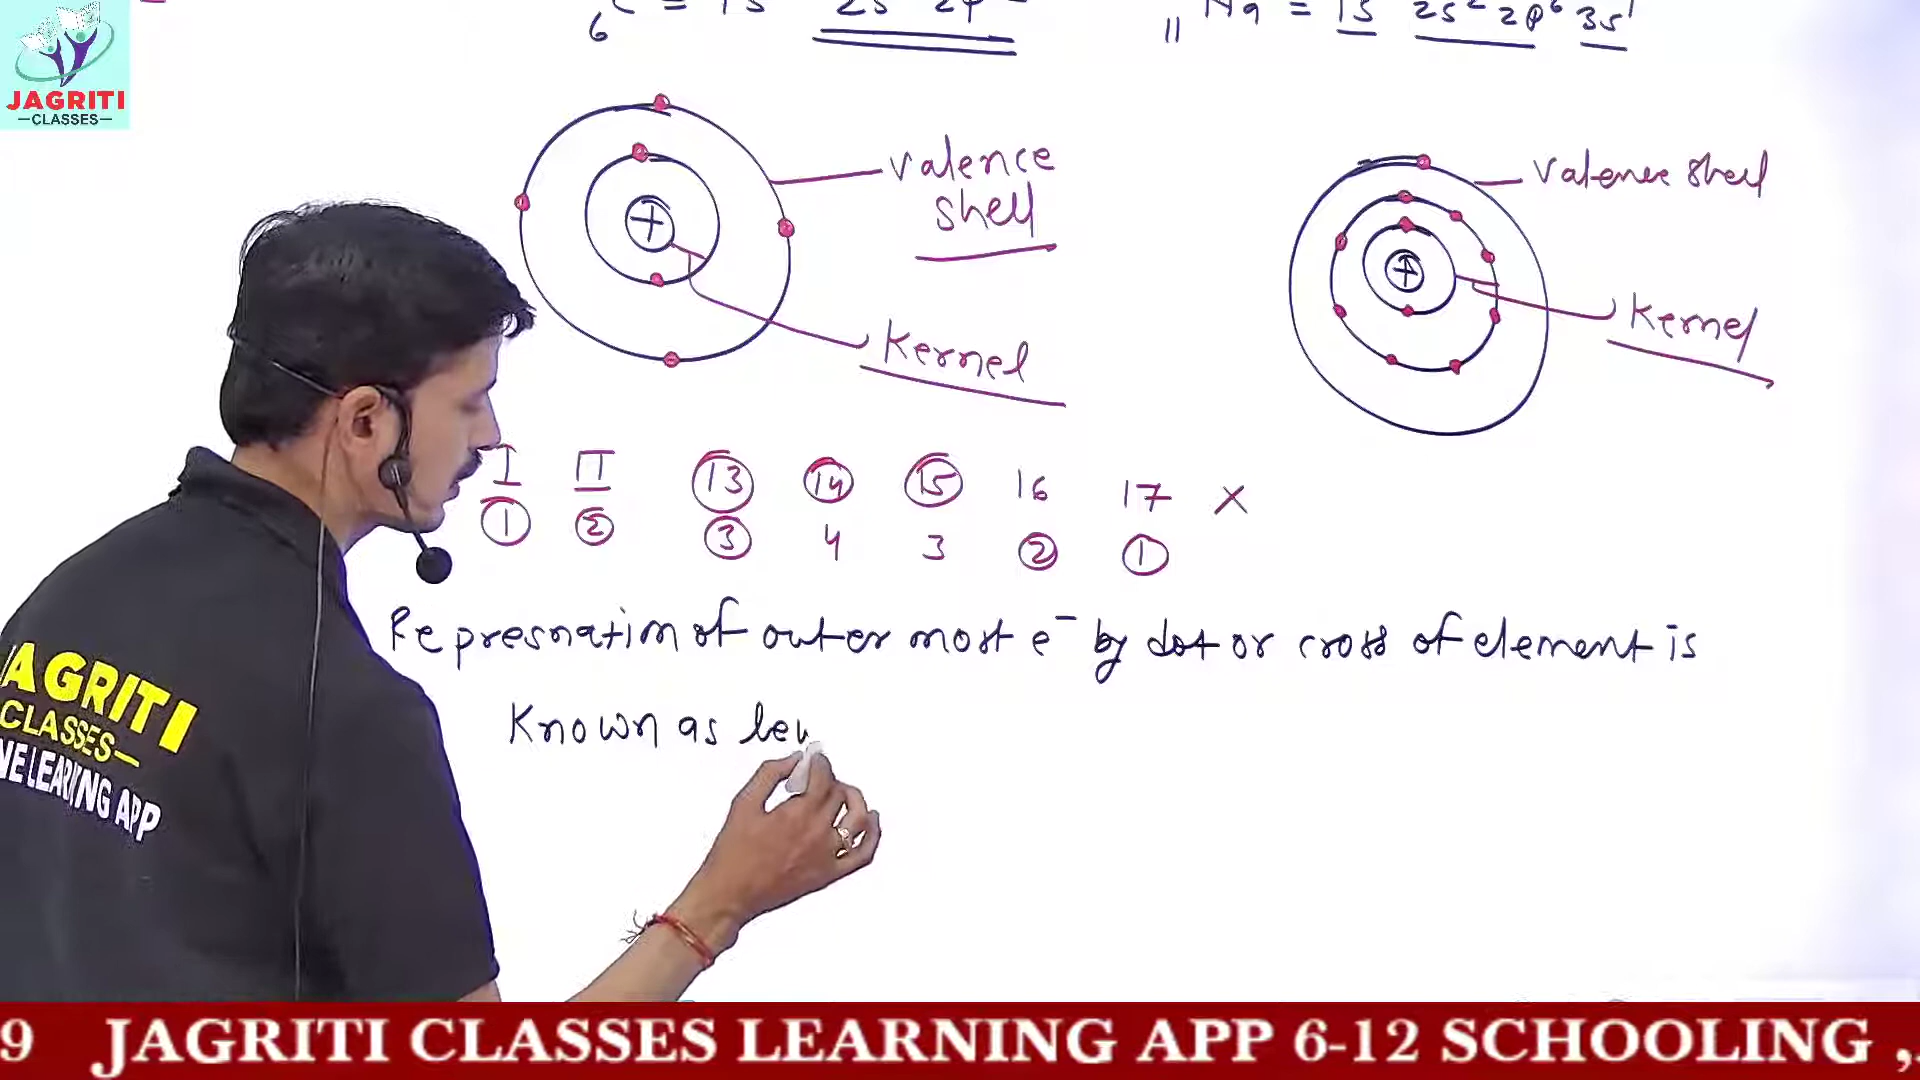 ₆C = 1s 2s 2p
₁₁Na = 1s 2s² 2p⁶ 3s¹
JAGRITI
—CLASSES—
valence
shell
Kernel
Valence shell
Kernel
I II 13 14 15 16 17 ×
1 2 3 4 3 2 1
Represnation of outer most e⁻ by dot or cross of element is
Known as lew
JAGRITI
CLASSES—
NE LEARNING APP
9 JAGRITI CLASSES LEARNING APP 6-12 SCHOOLING ,